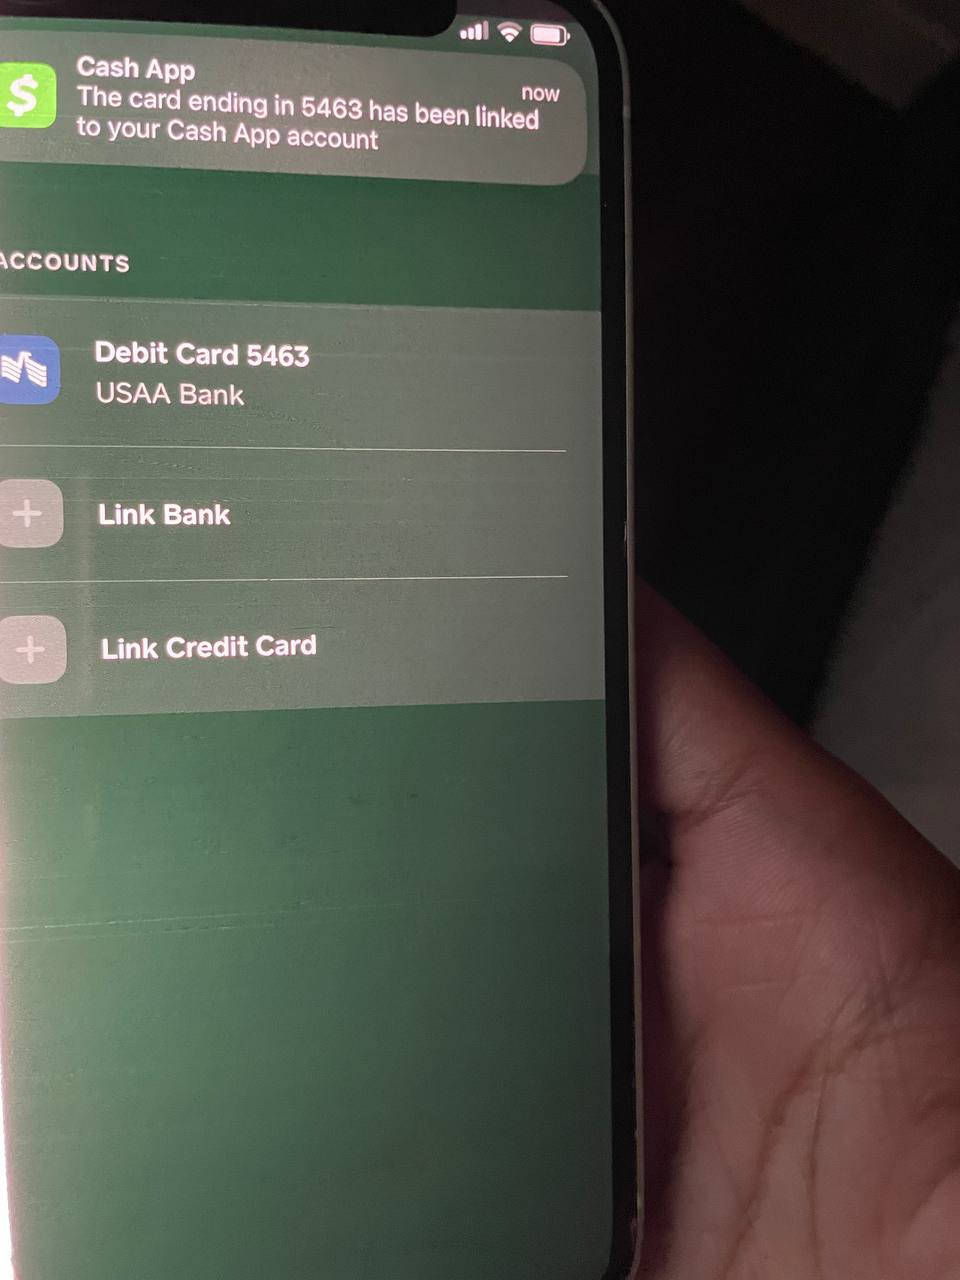 Cash App
now
The card ending in 5463 has been linked
to your Cash App account
ACCOUNTS
Debit Card 5463
USAA Bank
Link Bank
Link Credit Card